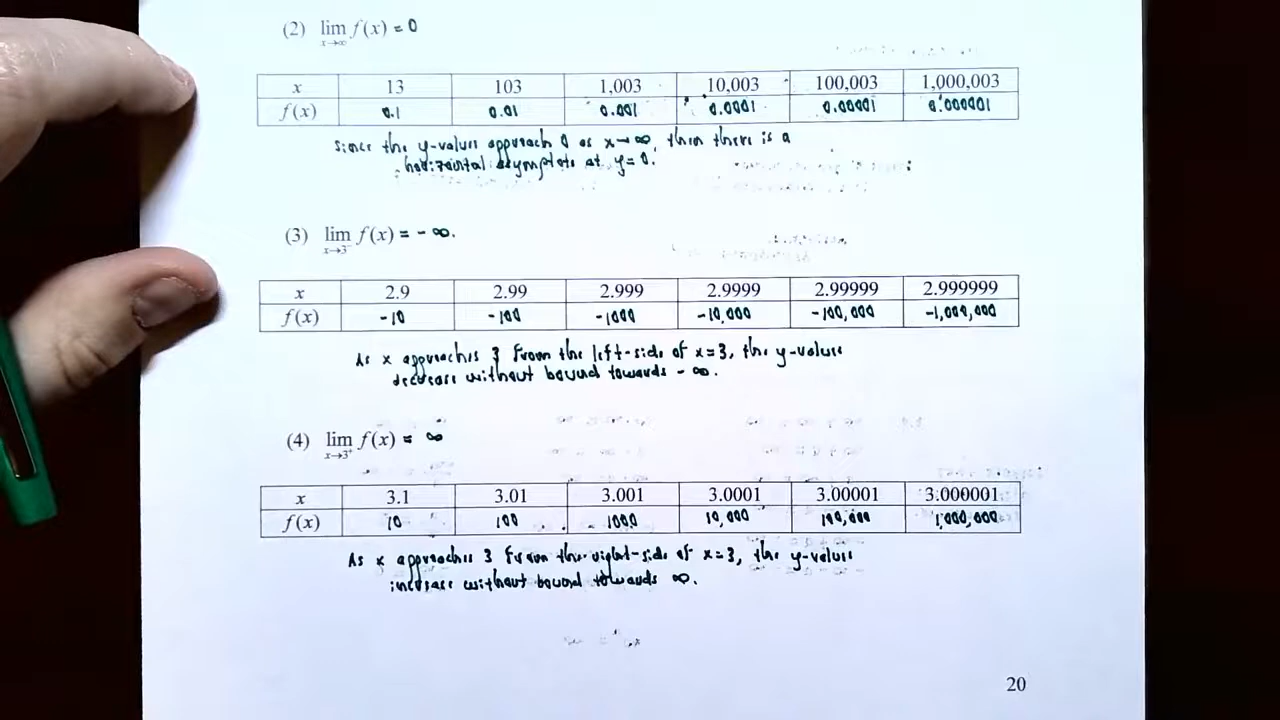 (2) lim x→∞ f(x) = 0
x 13 103 1,003 10,003 100,003 1,000,003
f(x) 0.1 0.01 0.001 0.0001 0.00001 0.000001
Since the y-values approach 0 as x→∞, then there is a
horizontal asymptote at y=0.
(3) lim x→3⁻ f(x) = -∞.
x 2.9 2.99 2.999 2.9999 2.99999 2.999999
f(x) -10 -100 -1000 -10,000 -100,000 -1,000,000
As x approaches 3 from the left-side of x=3, the y-values
decrease without bound towards -∞.
(4) lim x→3⁺ f(x) = ∞
x 3.1 3.01 3.001 3.0001 3.00001 3.000001
f(x) 10 100 1000 10,000 100,000 1,000,000
As x approaches 3 from the right-side of x=3, the y-values
increase without bound towards ∞.
20